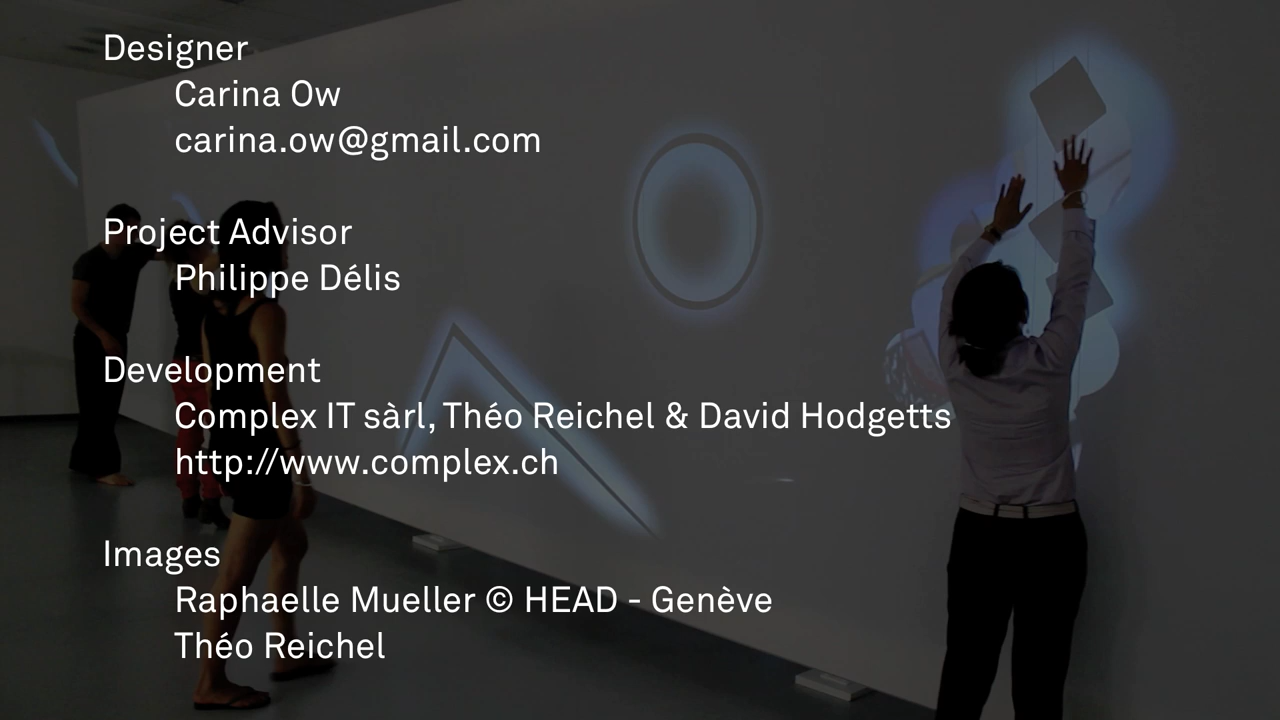 Designer
Carina Ow
carina.ow@gmail.com
Project Advisor
Philippe Délis
Development
Complex IT sàrl, Théo Reichel & David Hodgetts
http://www.complex.ch
Images
Raphaelle Mueller © HEAD - Genève
Théo Reichel